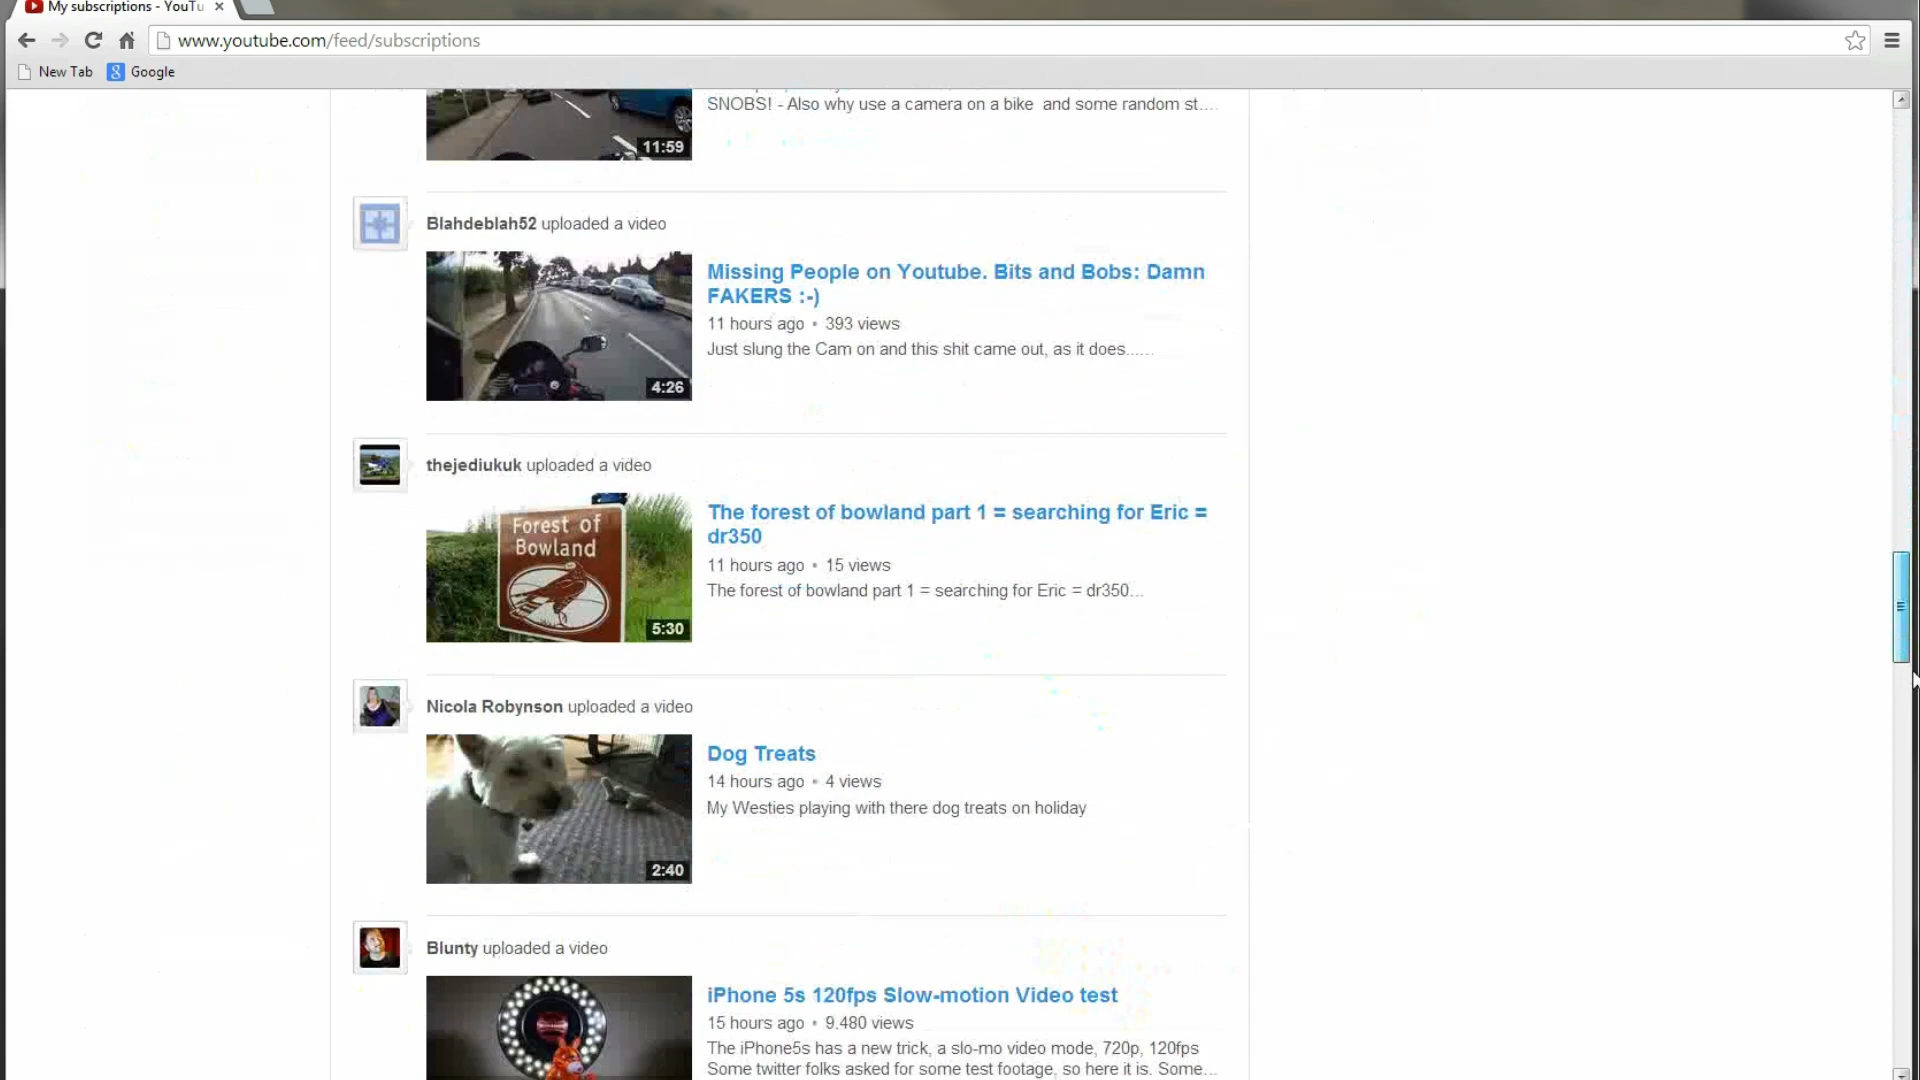 My subscriptions - YouTu
www.youtube.com/feed/subscriptions
New Tab
Google
SNOBS! - Also why use a camera on a bike and some random st....
11:59
Blahdeblah52 uploaded a video
Missing People on Youtube. Bits and Bobs: Damn
FAKERS :-)
11 hours ago • 393 views
Just slung the Cam on and this shit came out, as it does......
4:26
thejediukuk uploaded a video
Forest of
Bowland
The forest of bowland part 1 = searching for Eric =
dr350
11 hours ago • 15 views
The forest of bowland part 1 = searching for Eric = dr350...
5:30
Nicola Robynson uploaded a video
Dog Treats
14 hours ago • 4 views
My Westies playing with there dog treats on holiday
2:40
Blunty uploaded a video
iPhone 5s 120fps Slow-motion Video test
15 hours ago • 9.480 views
The iPhone5s has a new trick, a slo-mo video mode, 720p, 120fps
Some twitter folks asked for some test footage, so here it is. Some...